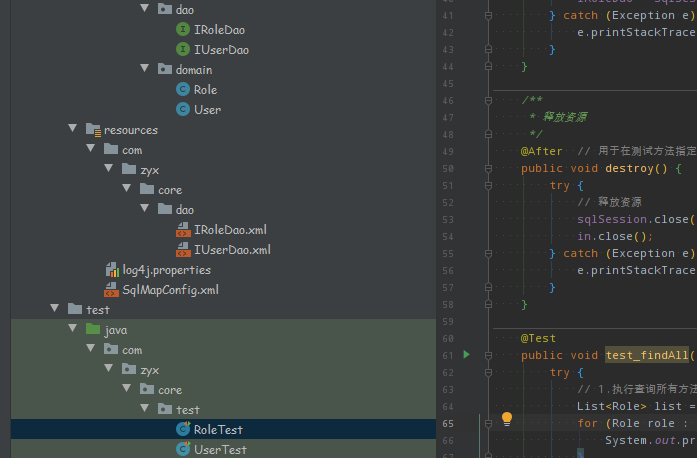 dao
IRoleDao
IUserDao
domain
Role
User
resources
com
zyx
core
dao
IRoleDao.xml
IUserDao.xml
log4j.properties
SqlMapConfig.xml
test
java
com
zyx
core
test
RoleTest
UserTest
41 } catch (Exception e)
42 e.printStackTrace
43 }
44 }
45
46 /**
47 * 释放资源
48 */
49 @After // 用于在测试方法指定
50 public void destroy() {
51 try {
52 // 释放资源
53 sqlSession.close(
54 in.close();
55 } catch (Exception e)
56 e.printStackTrace
57 }
58 }
59
60 @Test
61 public void test_findAll(
62 try {
63 // 1.执行查询所有方法
64 List<Role> list =
65 for (Role role :
66 System.out.pr
67 }